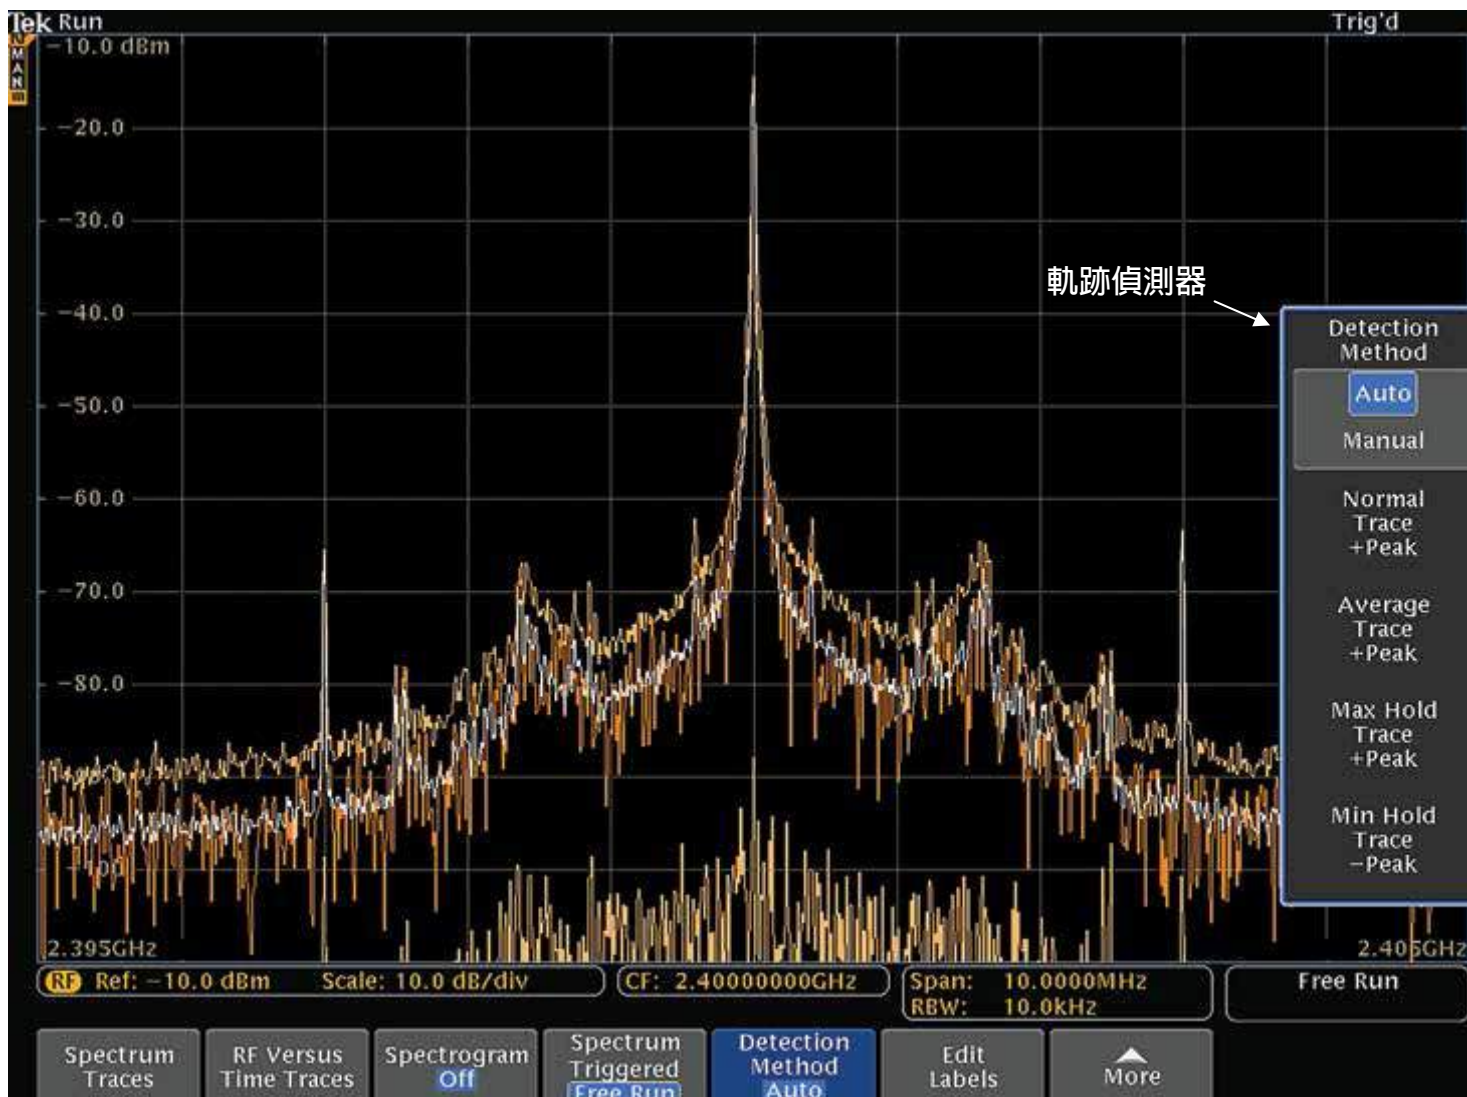 Tek Run
Trig'd
MAN
−10.0 dBm
−20.0
−30.0
−40.0
−50.0
−60.0
−70.0
−80.0
2.395GHz
2.405GHz
軌跡偵測器
Detection
Method
Auto
Manual
Normal
Trace
+Peak
Average
Trace
+Peak
Max Hold
Trace
+Peak
Min Hold
Trace
−Peak
RF Ref: −10.0 dBm Scale: 10.0 dB/div
CF: 2.40000000GHz
Span: 10.0000MHz
RBW: 10.0kHz
Free Run
Spectrum
Traces
RF Versus
Time Traces
Spectrogram
Off
Spectrum
Triggered
Free Run
Detection
Method
Auto
Edit
Labels
More